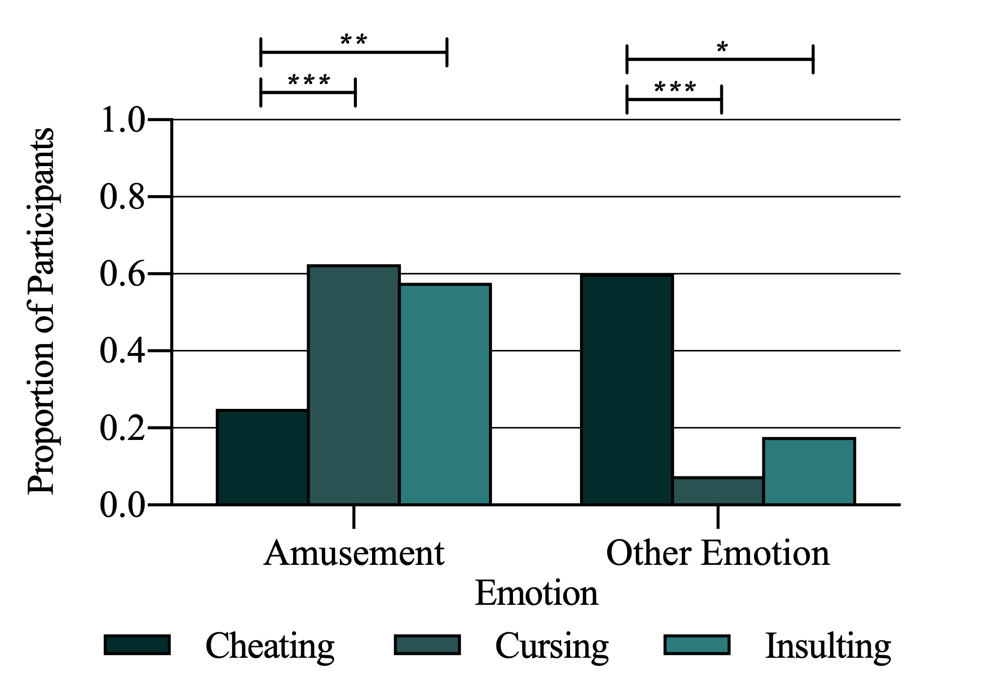 ** *
*** ***
1.0
0.8
0.6
0.4
0.2
0.0
Proportion of Participants
Amusement Other Emotion
Emotion
Cheating Cursing Insulting